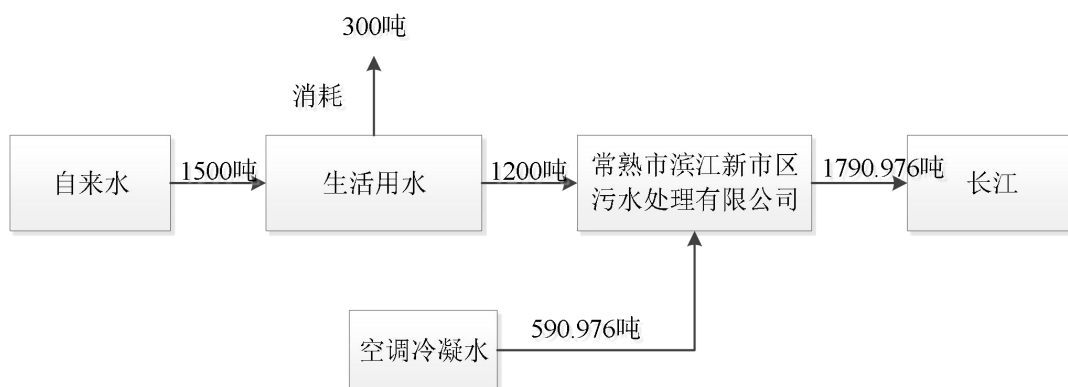 300吨
消耗
自来水
1500吨
生活用水
1200吨
常熟市滨江新市区
污水处理有限公司
1790.976吨
长江
590.976吨
空调冷凝水